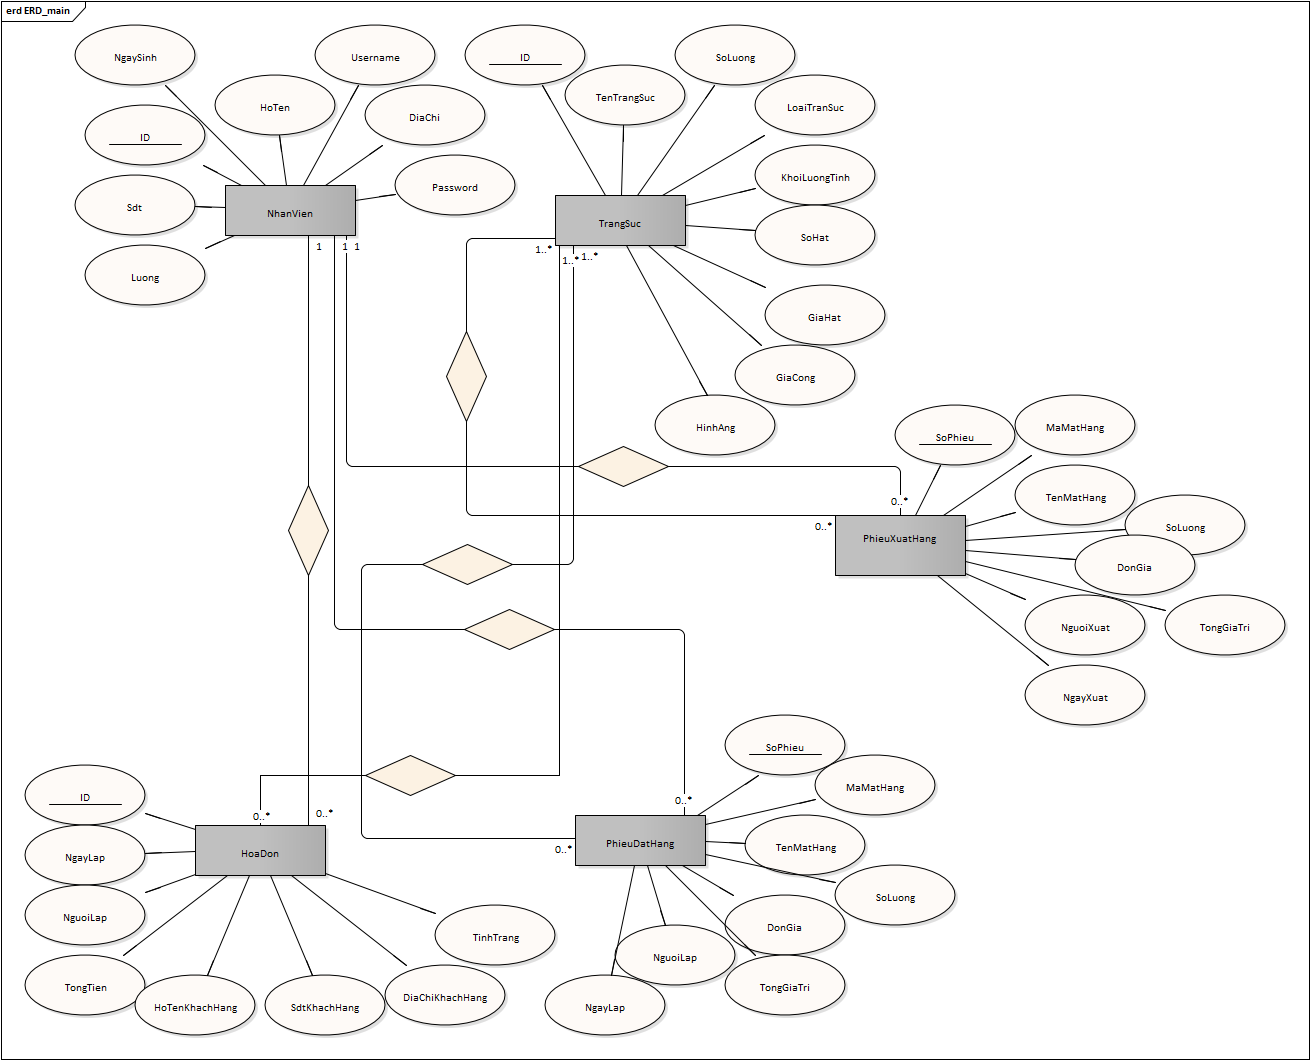 erd ERD_main
NgaySinh
Username
ID
SoLuong
HoTen
TenTrangSuc
LoaiTranSuc
DiaChi
ID
KhoiLuongTinh
Password
Sdt
NhanVien
TrangSuc
SoHat
1
1
1
1..*
1..*
1..*
Luong
GiaHat
GiaCong
HinhAng
SoPhieu
MaMatHang
TenMatHang
0..*
SoLuong
0..*
PhieuXuatHang
DonGia
NguoiXuat
TongGiaTri
NgayXuat
SoPhieu
MaMatHang
ID
0..*
0..*
0..*
PhieuDatHang
TenMatHang
0..*
NgayLap
HoaDon
SoLuong
NguoiLap
DonGia
TinhTrang
NguoiLap
TongTien
TongGiaTri
HoTenKhachHang
SdtKhachHang
DiaChiKhachHang
NgayLap